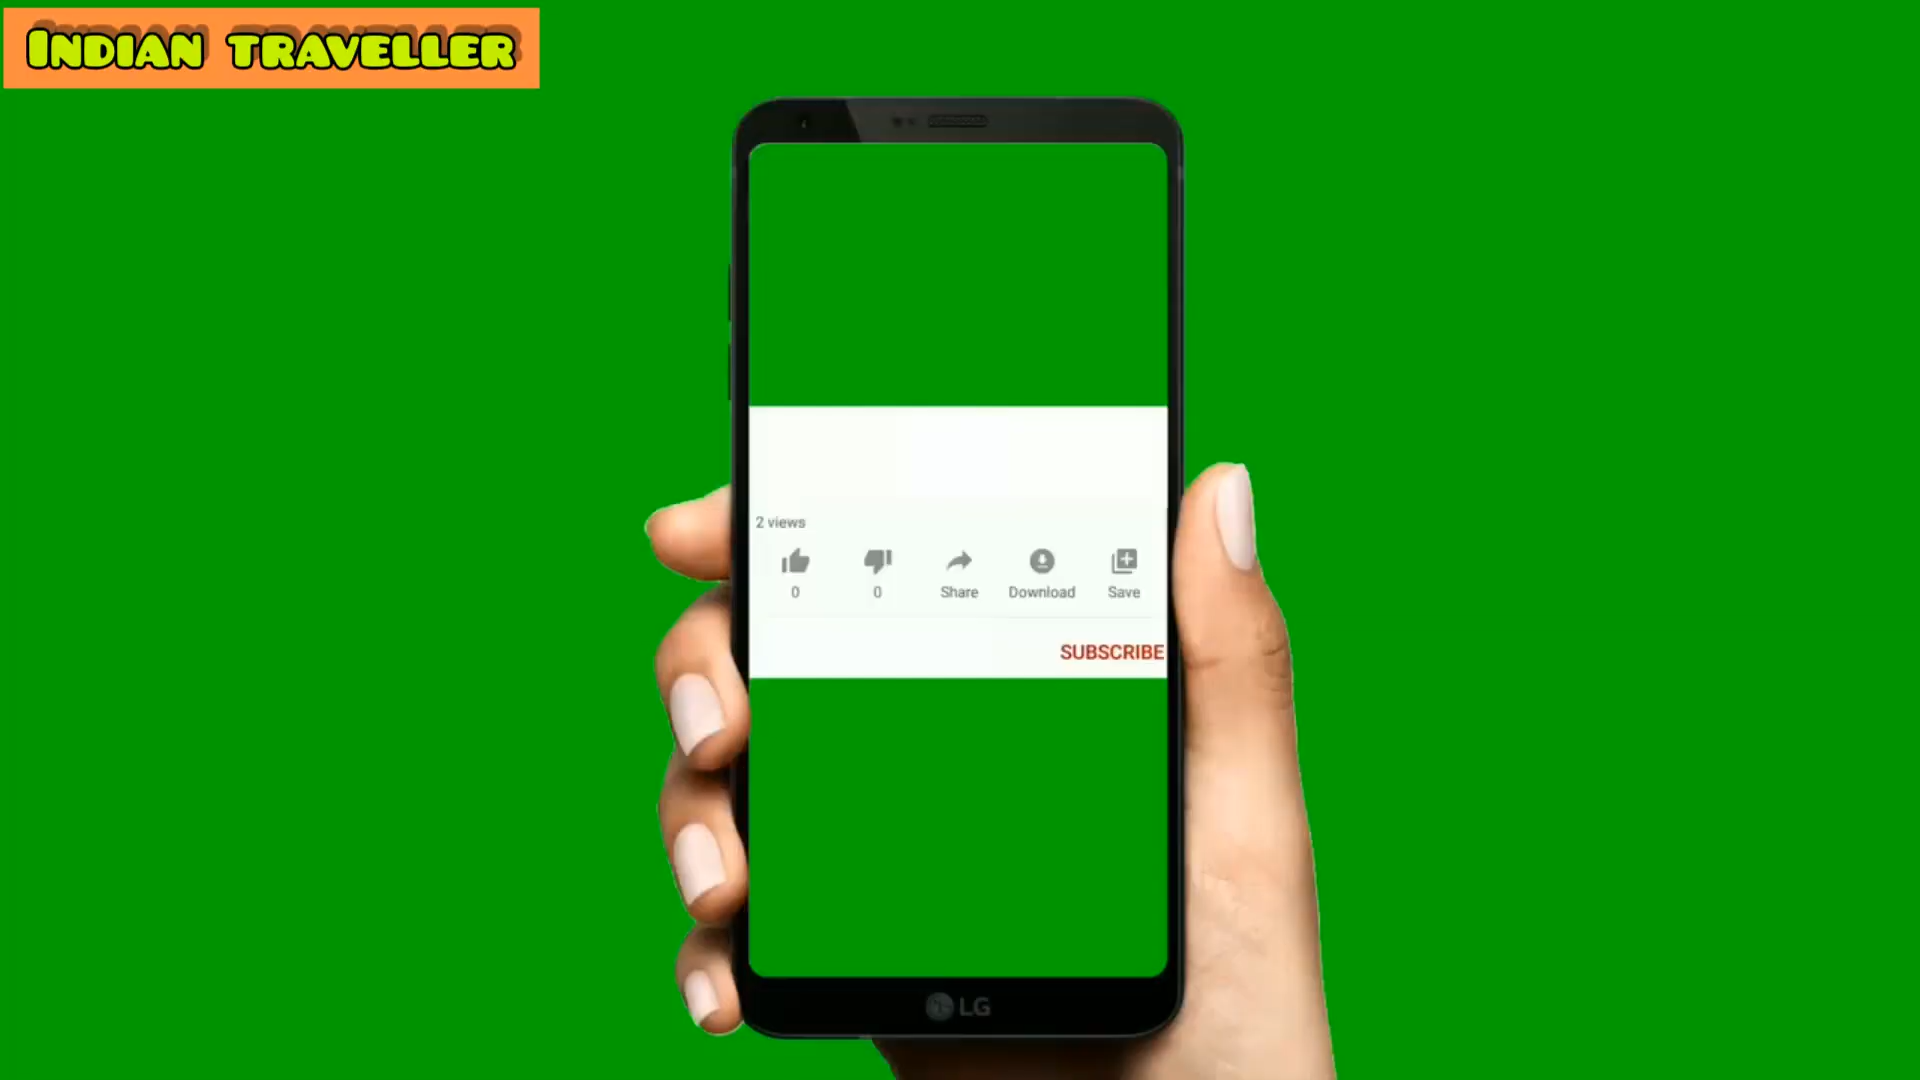 INDIAN TRAVELLER
2 views
0 0 Share Download Save
SUBSCRIBE
LG